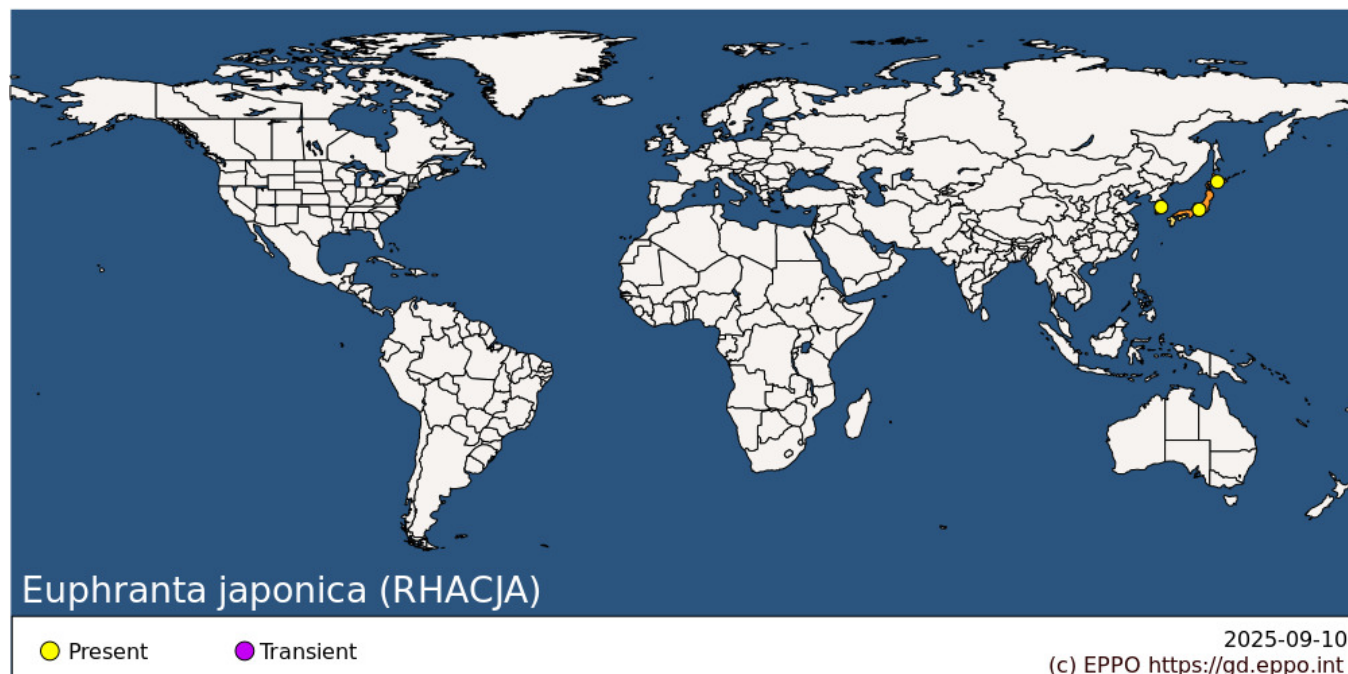 Euphranta japonica (RHACJA)
Present
Transient
2025-09-10
(c) EPPO https://gd.eppo.int